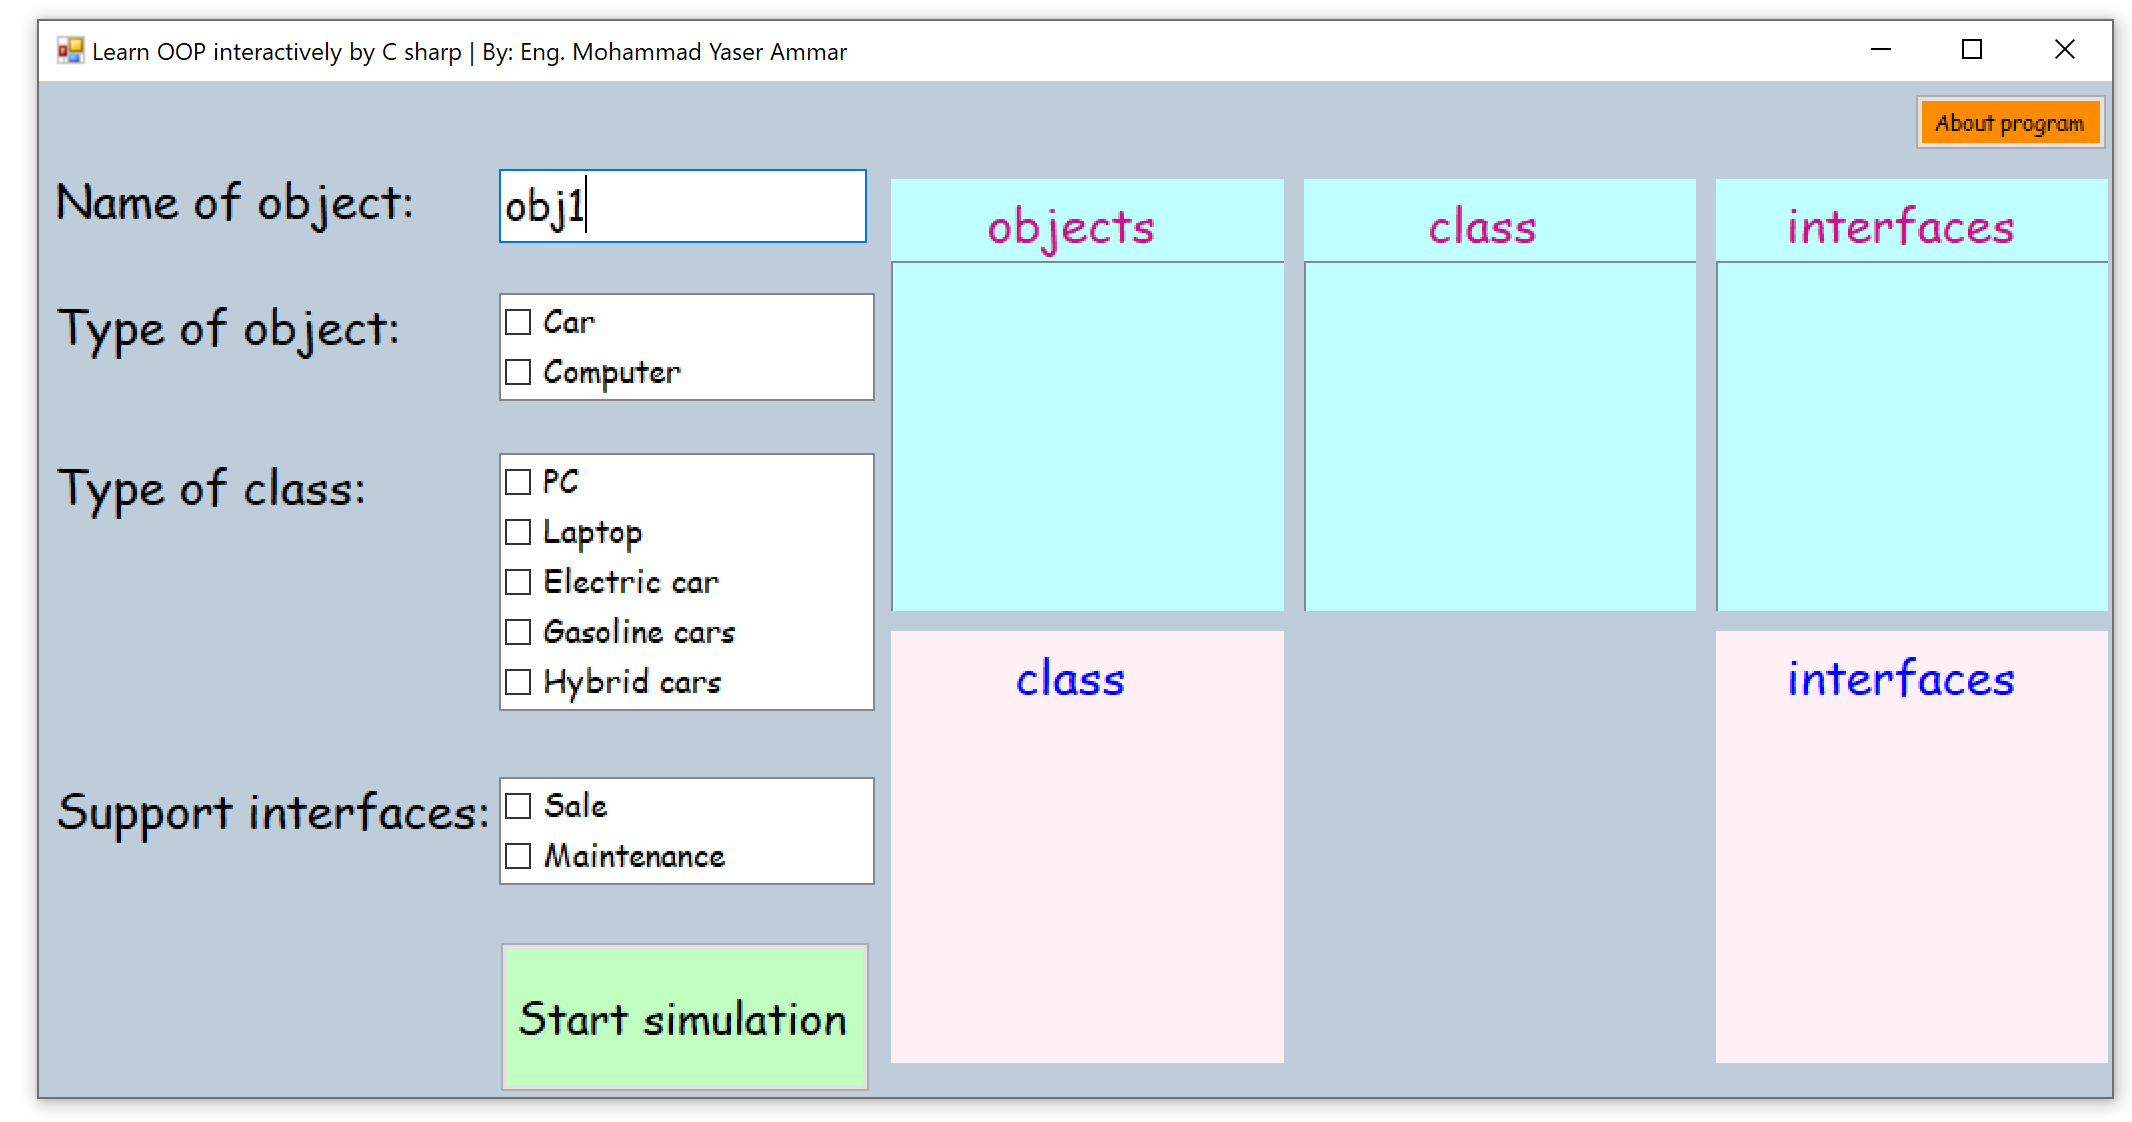 Learn OOP interactively by C sharp | By: Eng. Mohammad Yaser Ammar
About program
Name of object:
obj1
Type of object:
Car
Computer
Type of class:
PC
Laptop
Electric car
Gasoline cars
Hybrid cars
Support interfaces:
Sale
Maintenance
Start simulation
objects
class
interfaces
class
interfaces